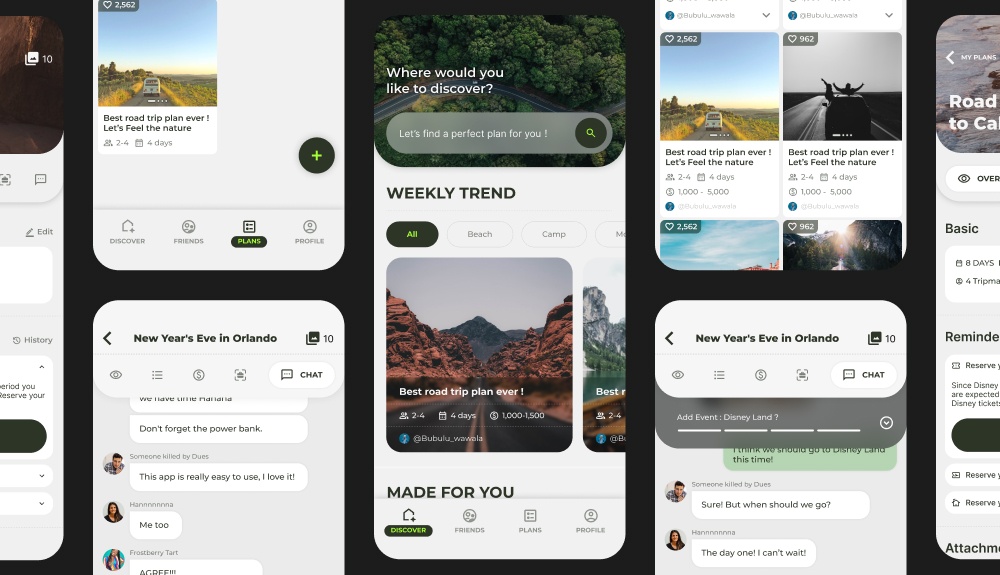 10
Edit
History
period you
Reserve your
2,562
Best road trip plan ever !
Let's Feel the nature
2-4 4 days
+
DISCOVER FRIENDS PLANS PROFILE
New Year's Eve in Orlando 10
CHAT
we have time Hahaha
Don't forget the power bank.
Someone killed by Dues
This app is really easy to use, I love it!
Hannnnnnna
Me too
Frostberry Tart
AGREE!!!
Where would you
like to discover?
Let's find a perfect plan for you !
WEEKLY TREND
All Beach Camp
Best road trip plan ever !
2-4 4 days 1,000-1,500
@Bubulu_wawala
Best r
2-4
@Bu
MADE FOR YOU
DISCOVER FRIENDS PLANS PROFILE
@Bubulu_wawala @Bubulu_wawala
2,562 962
Best road trip plan ever ! Best road trip plan ever !
Let's Feel the nature Let's Feel the nature
2-4 4 days 2-4 4 days
1,000 - 5,000 1,000 - 5,000
@Bubulu_wawala @Bubulu_wawala
2,562 962
New Year's Eve in Orlando 10
CHAT
Add Event : Disney Land ?
I think we should go to Disney Land
this time!
Someone killed by Dues
Sure! But when should we go?
Hannnnnnna
The day one! I can't wait!
MY PLANS
Road
to Cal
OVER
Basic
8 DAYS
4 Tripma
Reminde
Reserve y
Since Disney
are expected
Disney tickets
Reserve y
Reserve y
Attachm